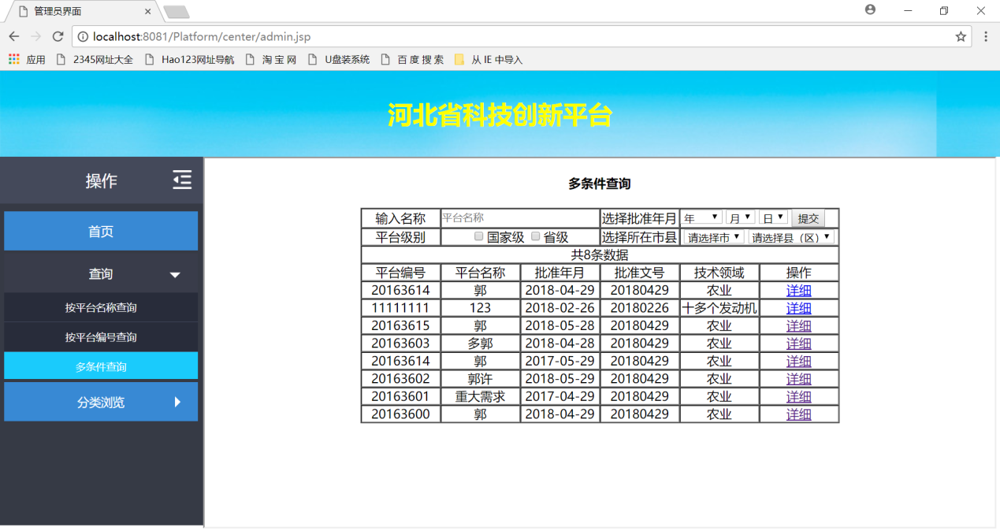 管理员界面
localhost:8081/Platform/center/admin.jsp
应用 2345网址大全 Hao123网址导航 淘 宝 网 U盘装系统 百 度 搜 索 从 IE 中导入
河北省科技创新平台
操作
首页
查询
按平台名称查询
按平台编号查询
多条件查询
分类浏览
多条件查询
输入名称 平台名称 选择批准年月 年 月 日 提交
平台级别 国家级 省级 选择所在市县 请选择市 请选择县（区）
共8条数据
平台编号 平台名称 批准年月 批准文号 技术领域 操作
20163614 郭 2018-04-29 20180429 农业 详细
11111111 123 2018-02-26 20180226 十多个发动机 详细
20163615 郭 2018-05-28 20180429 农业 详细
20163603 多郭 2018-04-28 20180429 农业 详细
20163614 郭 2017-05-29 20180429 农业 详细
20163602 郭许 2018-05-29 20180429 农业 详细
20163601 重大需求 2017-04-29 20180429 农业 详细
20163600 郭 2018-04-29 20180429 农业 详细